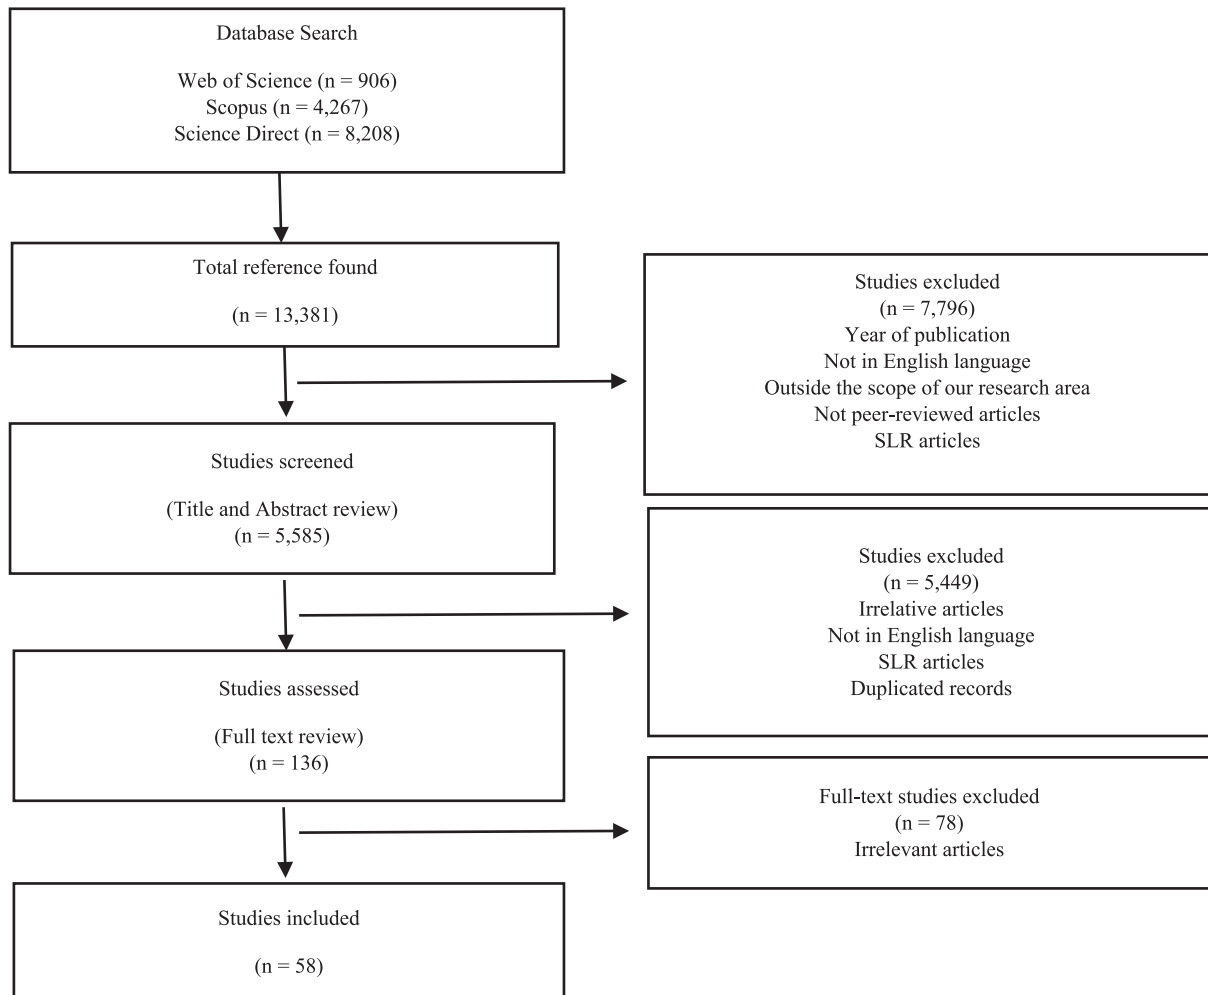 Database Search
Web of Science (n = 906)
Scopus (n = 4,267)
Science Direct (n = 8,208)
Total reference found
(n = 13,381)
Studies excluded
(n = 7,796)
Year of publication
Not in English language
Outside the scope of our research area
Not peer-reviewed articles
SLR articles
Studies screened
(Title and Abstract review)
(n = 5,585)
Studies excluded
(n = 5,449)
Irrelative articles
Not in English language
SLR articles
Duplicated records
Studies assessed
(Full text review)
(n = 136)
Full-text studies excluded
(n = 78)
Irrelevant articles
Studies included
(n = 58)